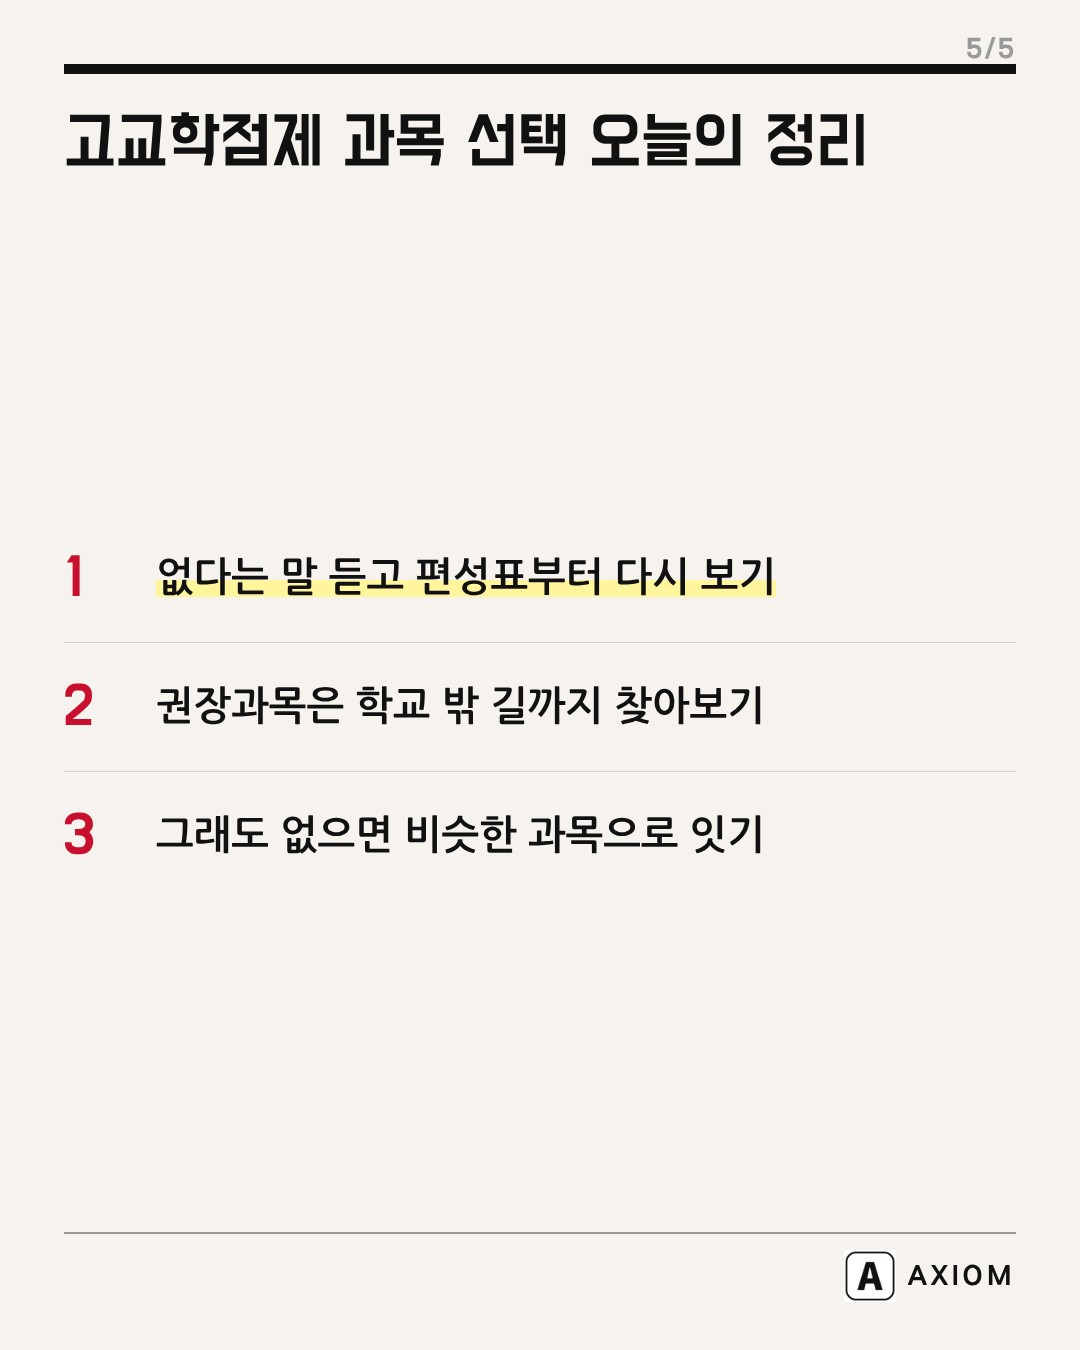 5/5
고교학점제 과목 선택 오늘의 정리
1 없다는 말 듣고 편성표부터 다시 보기
2 권장과목은 학교 밖 길까지 찾아보기
3 그래도 없으면 비슷한 과목으로 잇기
A AXIOM